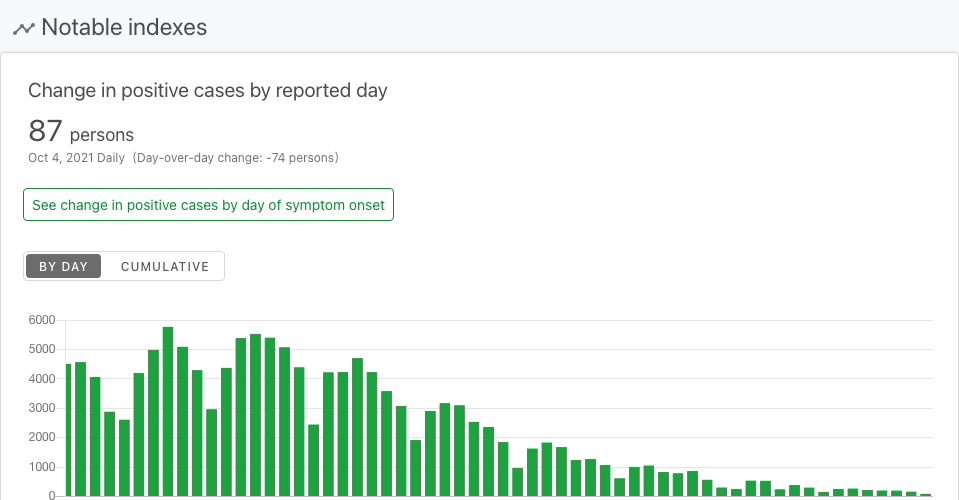 Notable indexes
Change in positive cases by reported day
87 persons
Oct 4, 2021 Daily (Day-over-day change: -74 persons)
See change in positive cases by day of symptom onset
BY DAY CUMULATIVE
6000
5000
4000
3000
2000
1000
0